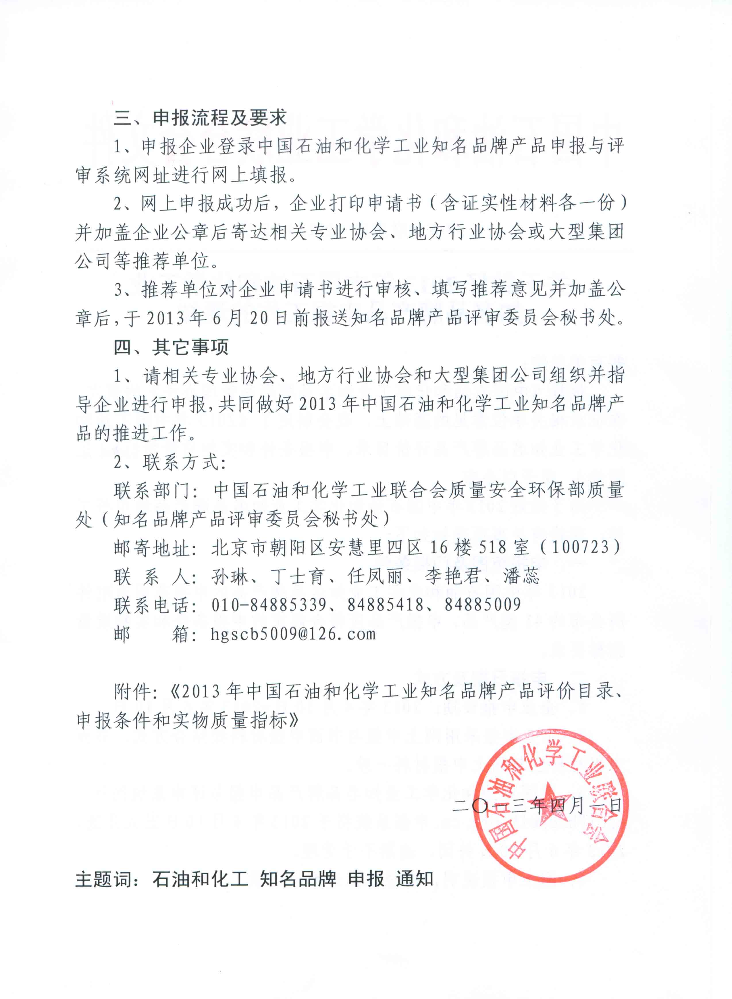 三、申报流程及要求
1、申报企业登录中国石油和化学工业知名品牌产品申报与评
审系统网址进行网上填报。
2、网上申报成功后，企业打印申请书（含证实性材料各一份）
并加盖企业公章后寄达相关专业协会、地方行业协会或大型集团
公司等推荐单位。
3、推荐单位对企业申请书进行审核、填写推荐意见并加盖公
章后，于 2013 年 6 月 20 日前报送知名品牌产品评审委员会秘书处。
四、其它事项
1、请相关专业协会、地方行业协会和大型集团公司组织并指
导企业进行申报，共同做好 2013 年中国石油和化学工业知名品牌产
品的推进工作。
2、联系方式：
联系部门：中国石油和化学工业联合会质量安全环保部质量
处（知名品牌产品评审委员会秘书处）
邮寄地址：北京市朝阳区安慧里四区 16 楼 518 室（100723）
联 系 人：孙琳、丁士育、任凤丽、李艳君、潘蕊
联系电话：010-84885339、84885418、84885009
邮　　箱：hgscb5009@126.com
附件：《2013 年中国石油和化学工业知名品牌产品评价目录、
申报条件和实物质量指标》
中国石油和化学工业联合会
二〇一三年四月一日
主题词：石油和化工 知名品牌 申报 通知